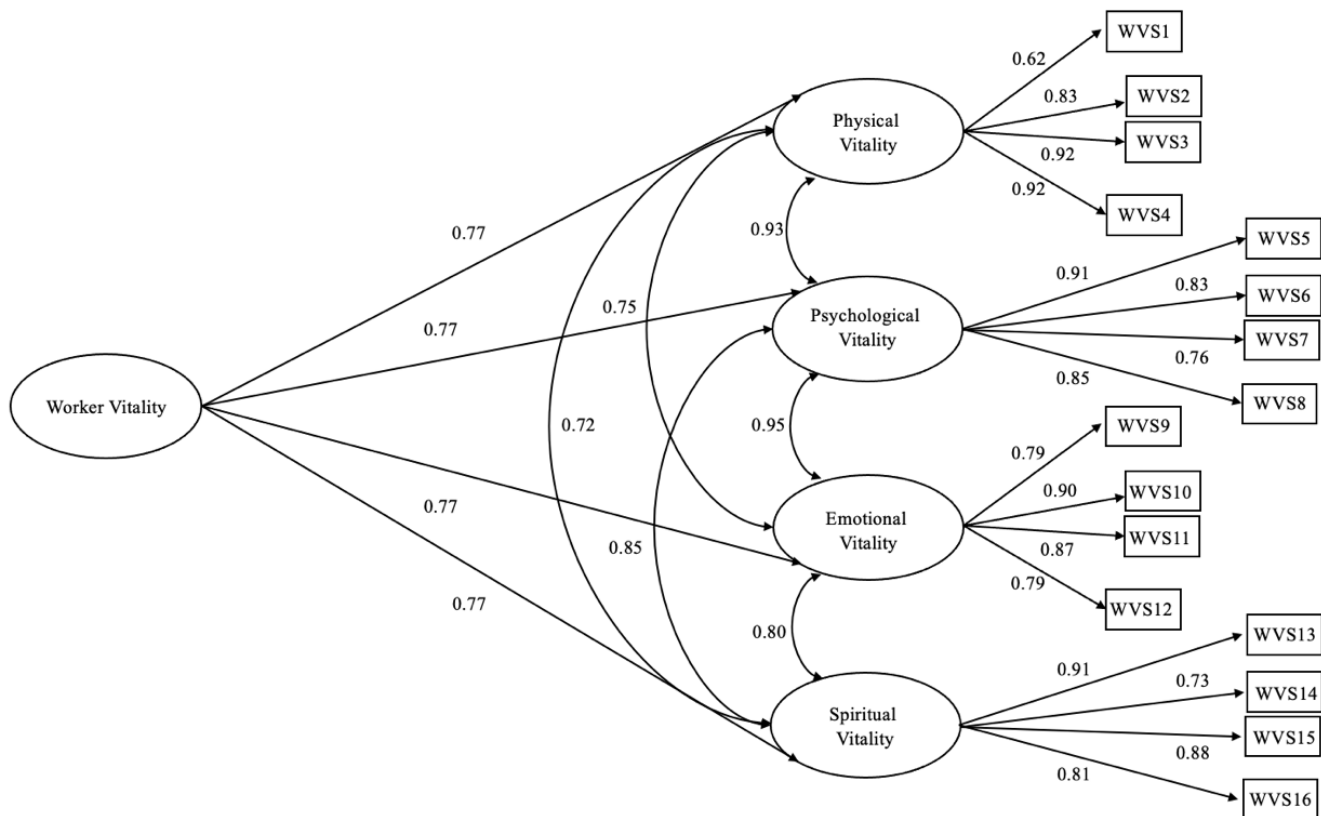 WVS1
0.62
WVS2
0.83
Physical
Vitality
WVS3
0.92
0.92
WVS4
0.77
0.93
WVS5
0.91
0.83
WVS6
0.75
Psychological
Vitality
0.77
WVS7
0.76
0.85
WVS8
Worker Vitality
0.72
0.95
WVS9
0.79
0.90
WVS10
Emotional
Vitality
0.77
WVS11
0.87
0.85
0.79
WVS12
0.77
0.80
WVS13
0.91
0.73
WVS14
Spiritual
Vitality
WVS15
0.88
0.81
WVS16